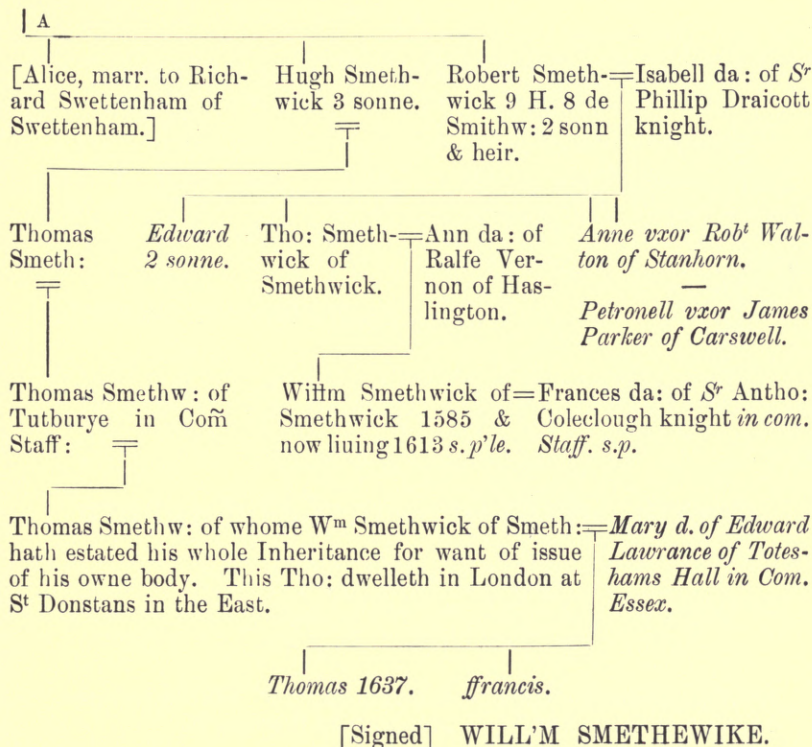 A
[Alice, marr. to Rich-
ard Swettenham of
Swettenham.]
Hugh Smeth-
wick 3 sonne.
Robert Smeth-
wick 9 H. 8 de
Smithw: 2 sonn
& heir.
Isabell da: of Sʳ
Phillip Draicott
knight.
Thomas
Smeth:
Edward
2 sonne.
Tho: Smeth-
wick of
Smethwick.
Ann da: of
Ralfe Ver-
non of Has-
lington.
Anne vxor Robᵗ Wal-
ton of Stanhorn.
—
Petronell vxor James
Parker of Carswell.
Thomas Smethw: of
Tutburye in Com̃
Staff:
Willm Smethwick of
Smethwick 1585 &
now liuing 1613 s.p'le.
Frances da: of Sʳ Antho:
Coleclough knight in com.
Staff. s.p.
Thomas Smethw: of whome Wᵐ Smethwick of Smeth:
hath estated his whole Inheritance for want of issue
of his owne body. This Tho: dwelleth in London at
Sᵗ Donstans in the East.
Mary d. of Edward
Lawrance of Totes-
hams Hall in Com.
Essex.
Thomas 1637.
ffrancis.
[Signed] WILL'M SMETHEWIKE.